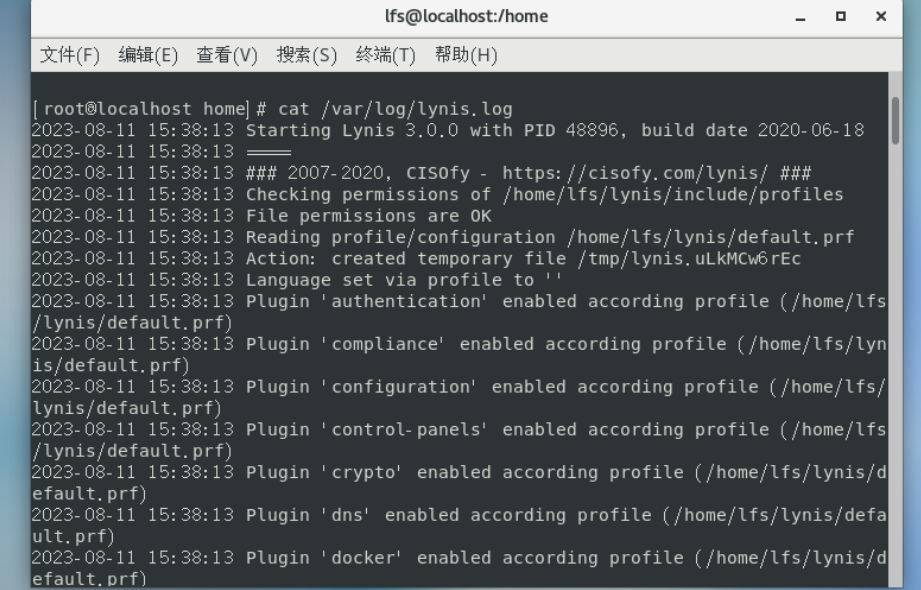 lfs@localhost:/home
文件(F) 编辑(E) 查看(V) 搜索(S) 终端(T) 帮助(H)
[root@localhost home]# cat /var/log/lynis.log
2023-08-11 15:38:13 Starting Lynis 3.0.0 with PID 48896, build date 2020-06-18
2023-08-11 15:38:13 ====
2023-08-11 15:38:13 ### 2007-2020, CISOfy - https://cisofy.com/lynis/ ###
2023-08-11 15:38:13 Checking permissions of /home/lfs/lynis/include/profiles
2023-08-11 15:38:13 File permissions are OK
2023-08-11 15:38:13 Reading profile/configuration /home/lfs/lynis/default.prf
2023-08-11 15:38:13 Action: created temporary file /tmp/lynis.uLkMCw6rEc
2023-08-11 15:38:13 Language set via profile to ''
2023-08-11 15:38:13 Plugin 'authentication' enabled according profile (/home/lfs
/lynis/default.prf)
2023-08-11 15:38:13 Plugin 'compliance' enabled according profile (/home/lfs/lyn
is/default.prf)
2023-08-11 15:38:13 Plugin 'configuration' enabled according profile (/home/lfs/
lynis/default.prf)
2023-08-11 15:38:13 Plugin 'control-panels' enabled according profile (/home/lfs
/lynis/default.prf)
2023-08-11 15:38:13 Plugin 'crypto' enabled according profile (/home/lfs/lynis/d
efault.prf)
2023-08-11 15:38:13 Plugin 'dns' enabled according profile (/home/lfs/lynis/defa
ult.prf)
2023-08-11 15:38:13 Plugin 'docker' enabled according profile (/home/lfs/lynis/d
efault.prf)